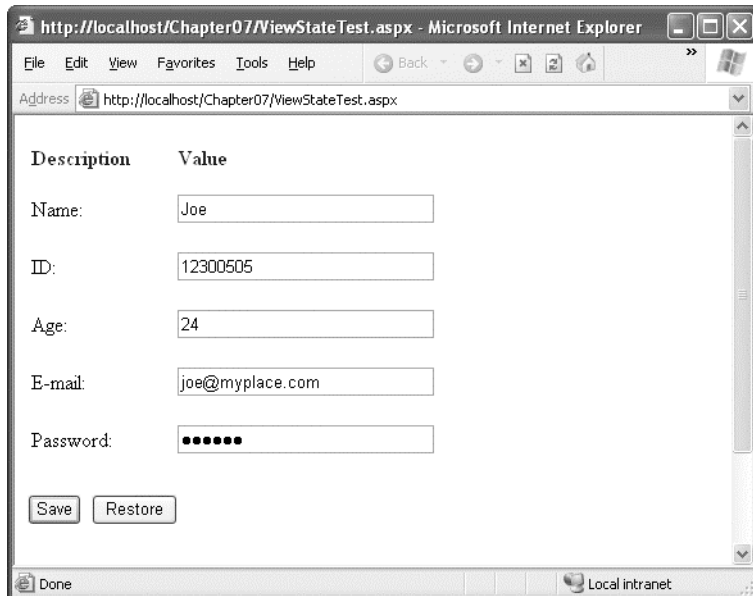 http://localhost/Chapter07/ViewStateTest.aspx - Microsoft Internet Explorer
File Edit View Favorites Tools Help Back »
Address http://localhost/Chapter07/ViewStateTest.aspx
Description Value
Name: Joe
ID: 12300505
Age: 24
E-mail: joe@myplace.com
Password: ●●●●●●
Save Restore
Done Local intranet